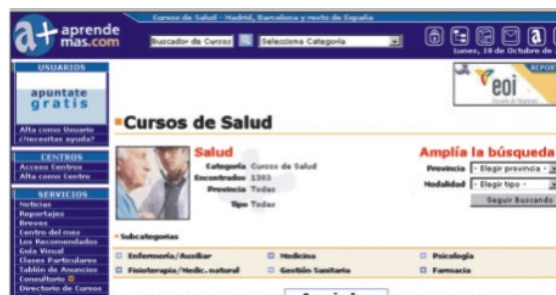 Cursos de Salud - Madrid, Barcelona y resto de España
a+ aprende
mas.com
Buscador de Cursos
Selecciona Categoría
Lunes, 18 de Octubre de
USUARIOS
apuntate
gratis
Alta como Usuario
¿Necesitas ayuda?
CENTROS
Acceso Centros
Alta como Centro
SERVICIOS
Noticias
Reportajes
Breves
Centro del mes
Los Recomendados
Guía Visual
Clases Particulares
Tablón de Anuncios
Consultorio
Directorio de Cursos
REPORT
eoi
Cursos de Salud
Salud
Categoría Cursos de Salud
Encontrados 1303
Provincia Todas
Tipo Todos
Amplía la búsqueda
Provincia - Elegir provincia -
Modalidad - Elegir tipo -
Seguir Buscando
Subcategorías
Enfermería/Auxiliar
Medicina
Psicología
Fisioterapia/Medic. natural
Gestión Sanitaria
Farmacia